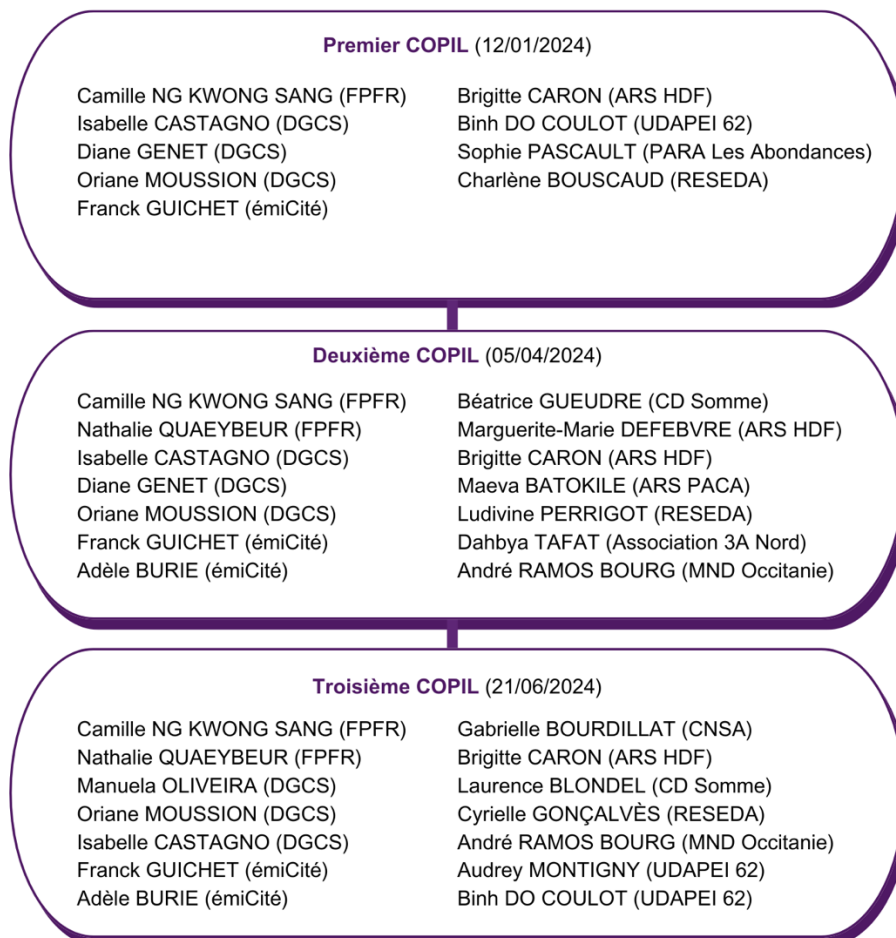 Premier COPIL (12/01/2024)
Camille NG KWONG SANG (FPFR)
Isabelle CASTAGNO (DGCS)
Diane GENET (DGCS)
Oriane MOUSSION (DGCS)
Franck GUICHET (émiCité)
Brigitte CARON (ARS HDF)
Binh DO COULOT (UDAPEI 62)
Sophie PASCAULT (PARA Les Abondances)
Charlène BOUSCAUD (RESEDA)
Deuxième COPIL (05/04/2024)
Camille NG KWONG SANG (FPFR)
Nathalie QUAEYBEUR (FPFR)
Isabelle CASTAGNO (DGCS)
Diane GENET (DGCS)
Oriane MOUSSION (DGCS)
Franck GUICHET (émiCité)
Adèle BURIE (émiCité)
Béatrice GUEUDRE (CD Somme)
Marguerite-Marie DEFEBVRE (ARS HDF)
Brigitte CARON (ARS HDF)
Maeva BATOKILE (ARS PACA)
Ludivine PERRIGOT (RESEDA)
Dahbya TAFAT (Association 3A Nord)
André RAMOS BOURG (MND Occitanie)
Troisième COPIL (21/06/2024)
Camille NG KWONG SANG (FPFR)
Nathalie QUAEYBEUR (FPFR)
Manuela OLIVEIRA (DGCS)
Oriane MOUSSION (DGCS)
Isabelle CASTAGNO (DGCS)
Franck GUICHET (émiCité)
Adèle BURIE (émiCité)
Gabrielle BOURDILLAT (CNSA)
Brigitte CARON (ARS HDF)
Laurence BLONDEL (CD Somme)
Cyrielle GONÇALVÈS (RESEDA)
André RAMOS BOURG (MND Occitanie)
Audrey MONTIGNY (UDAPEI 62)
Binh DO COULOT (UDAPEI 62)